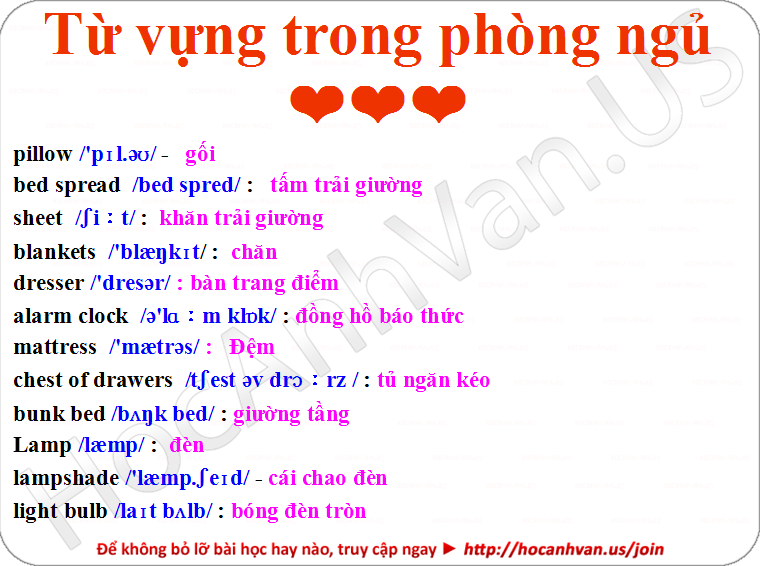 Từ vựng trong phòng ngủ
❤❤❤
pillow /'pɪl.əʊ/ - gối
bed spread /bed spred/ : tấm trải giường
sheet /ʃiːt/ : khăn trải giường
blankets /'blæŋkɪt/ : chăn
dresser /'dresər/ : bàn trang điểm
alarm clock /ə'lɑːm klɒk/ : đồng hồ báo thức
mattress /'mætrəs/ : Đệm
chest of drawers /tʃest əv drɔːrz / : tủ ngăn kéo
bunk bed /bʌŋk bed/ : giường tầng
Lamp /læmp/ : đèn
lampshade /'læmp.ʃeɪd/ - cái chao đèn
light bulb /laɪt bʌlb/ : bóng đèn tròn
Để không bỏ lỡ bài học hay nào, truy cập ngay ► http://hocanhvan.us/join
HocAnhVan.US